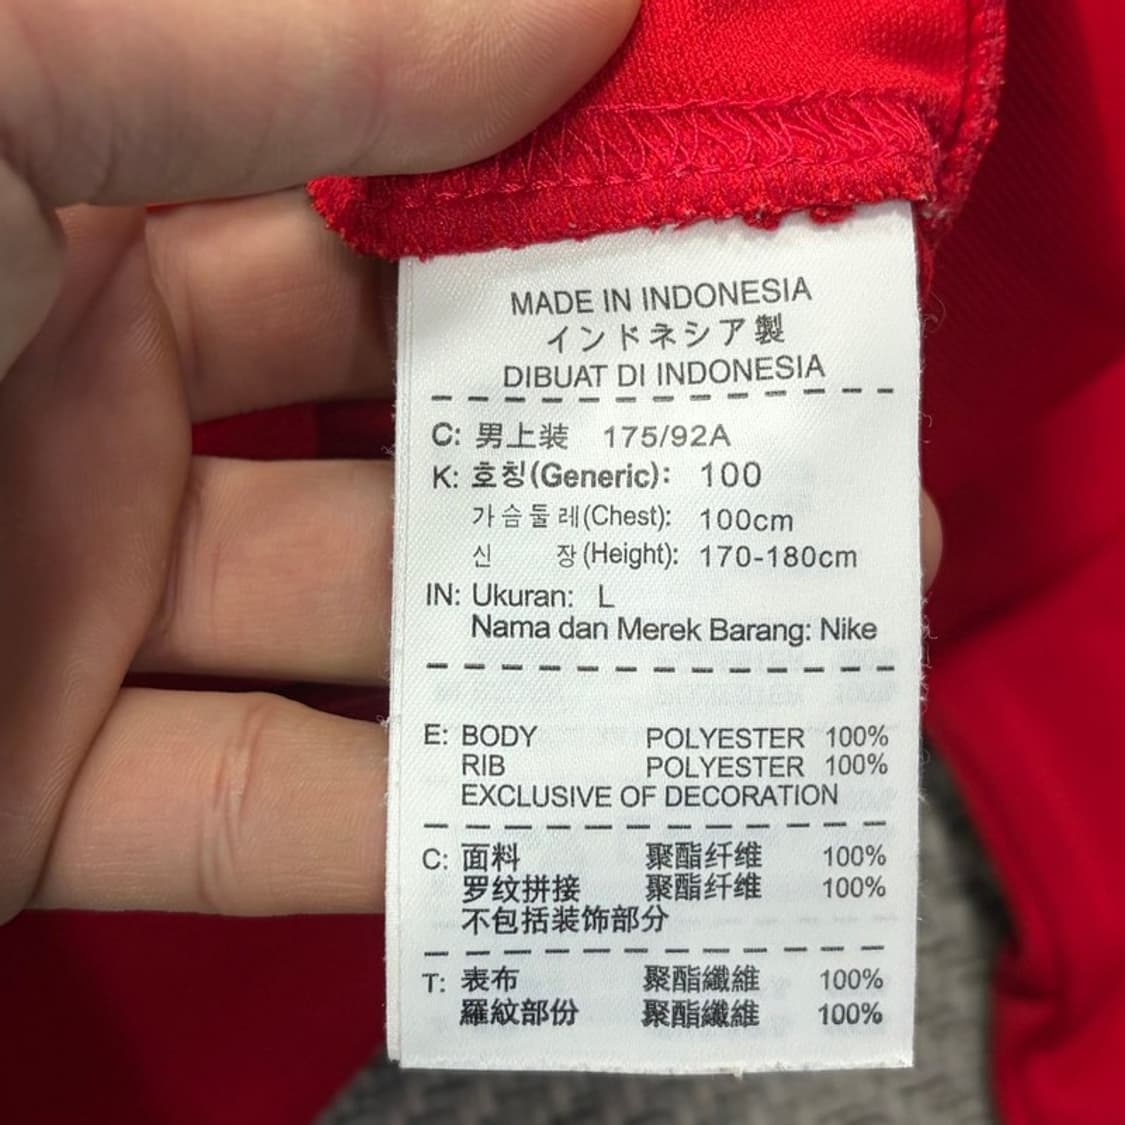 MADE IN INDONESIA
インドネシア製
DIBUAT DI INDONESIA
C: 男上装 175/92A
K: 호칭(Generic): 100
가슴둘레(Chest): 100cm
신 장(Height): 170-180cm
IN: Ukuran: L
Nama dan Merek Barang: Nike
E: BODY POLYESTER 100%
RIB POLYESTER 100%
EXCLUSIVE OF DECORATION
C: 面料 聚酯纤维 100%
罗纹拼接 聚酯纤维 100%
不包括装饰部分
T: 表布 聚酯纖維 100%
羅紋部份 聚酯纖維 100%